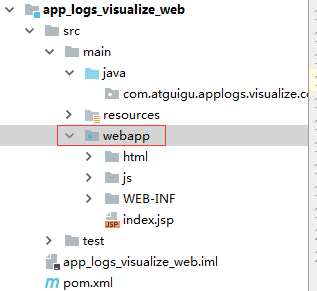 app_logs_visualize_web
src
main
java
com.atguigu.applogs.visualize.c
resources
webapp
html
js
WEB-INF
index.jsp
test
app_logs_visualize_web.iml
pom.xml